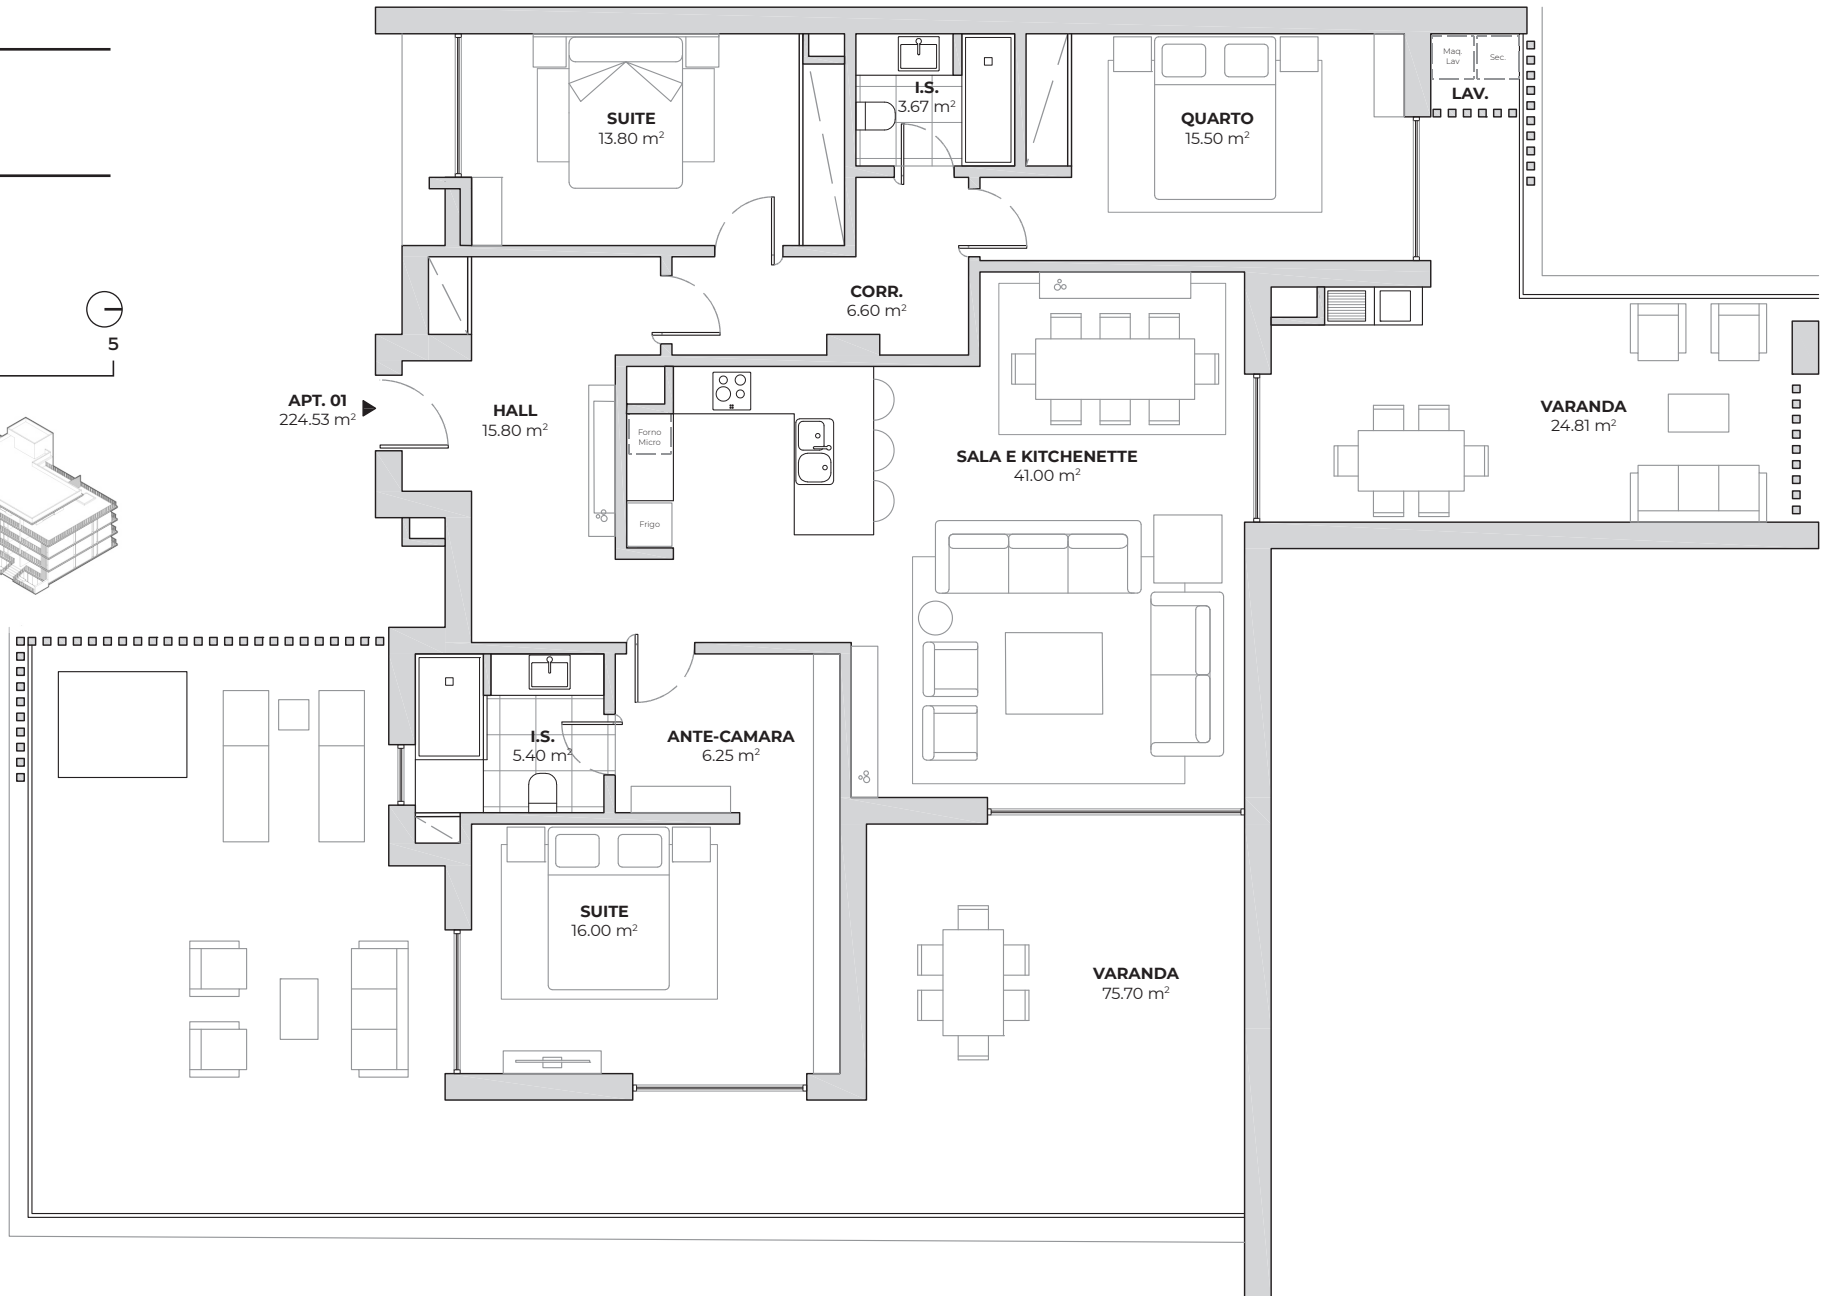 SUITE
13.80 m²
I.S.
3.67 m²
QUARTO
15.50 m²
Maq.
Lav
Sec.
LAV.
5
CORR.
6.60 m²
APT. 01
224.53 m²
HALL
15.80 m²
Forno
Micro
Frigo
SALA E KITCHENETTE
41.00 m²
VARANDA
24.81 m²
I.S.
5.40 m²
ANTE-CAMARA
6.25 m²
SUITE
16.00 m²
VARANDA
75.70 m²